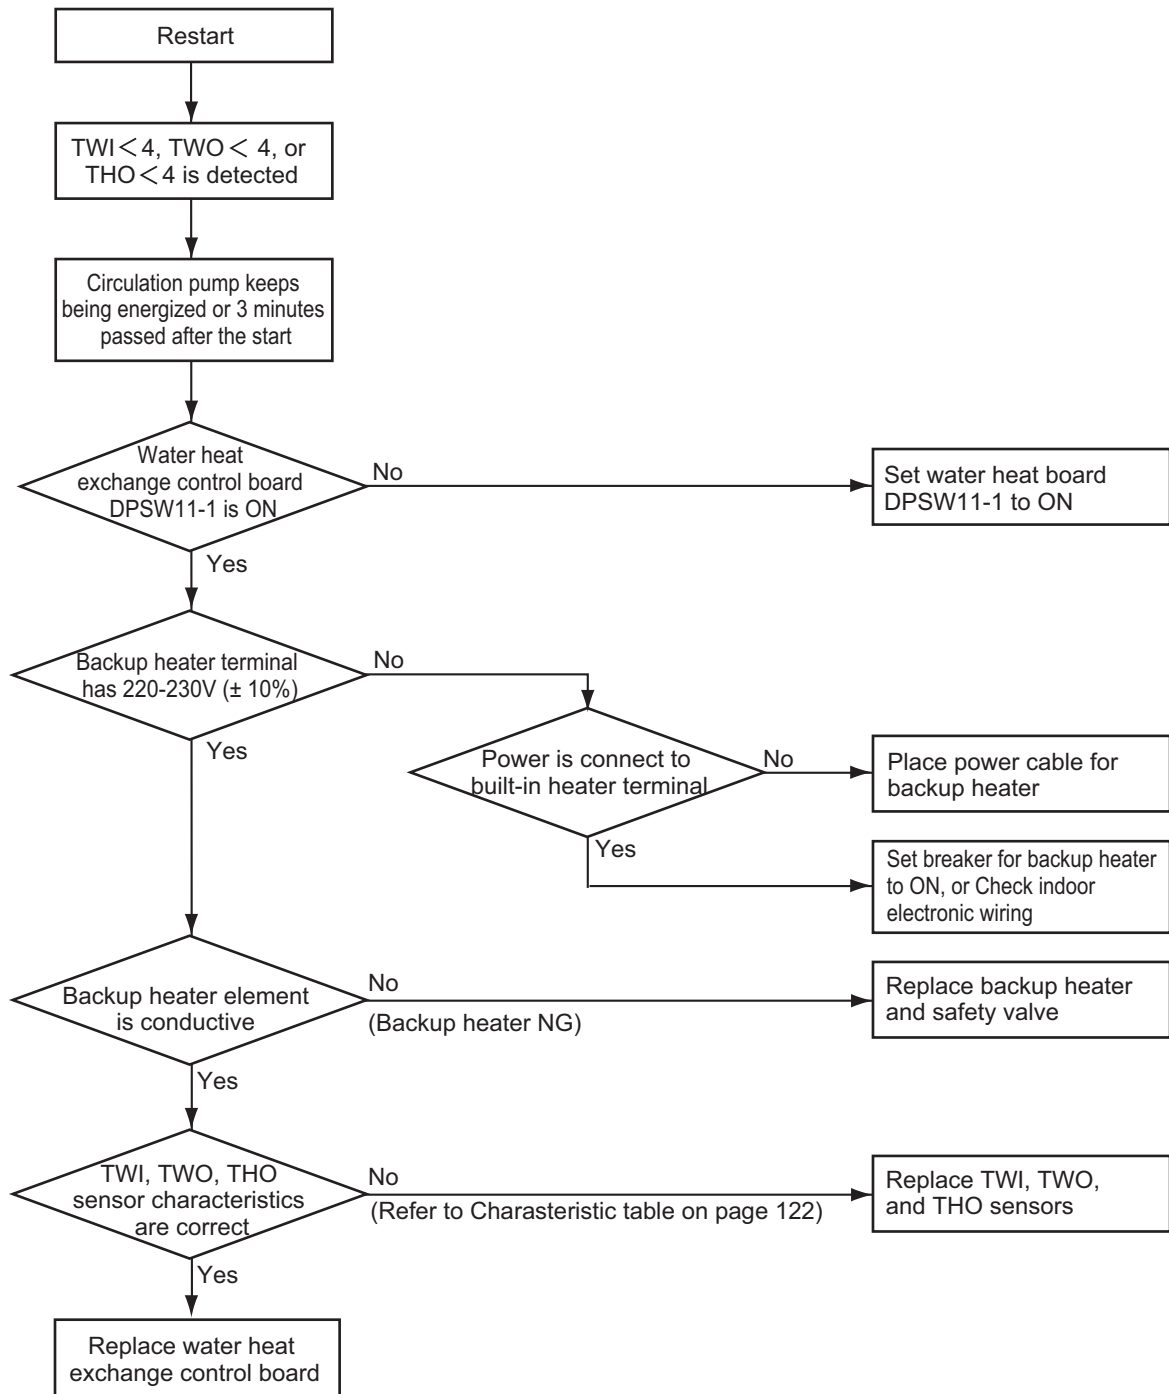 Restart
TWI＜4, TWO＜ 4, or
THO＜4 is detected
Circulation pump keeps
being energized or 3 minutes
passed after the start
Water heat
exchange control board
DPSW11-1 is ON
No
Set water heat board
DPSW11-1 to ON
Yes
Backup heater terminal
has 220-230V (± 10%)
No
Yes
Power is connect to
built-in heater terminal
No
Place power cable for
backup heater
Yes
Set breaker for backup heater
to ON, or Check indoor
electronic wiring
Backup heater element
is conductive
No
(Backup heater NG)
Replace backup heater
and safety valve
Yes
TWI, TWO, THO
sensor characteristics
are correct
No
(Refer to Charasteristic table on page 122)
Replace TWI, TWO,
and THO sensors
Yes
Replace water heat
exchange control board